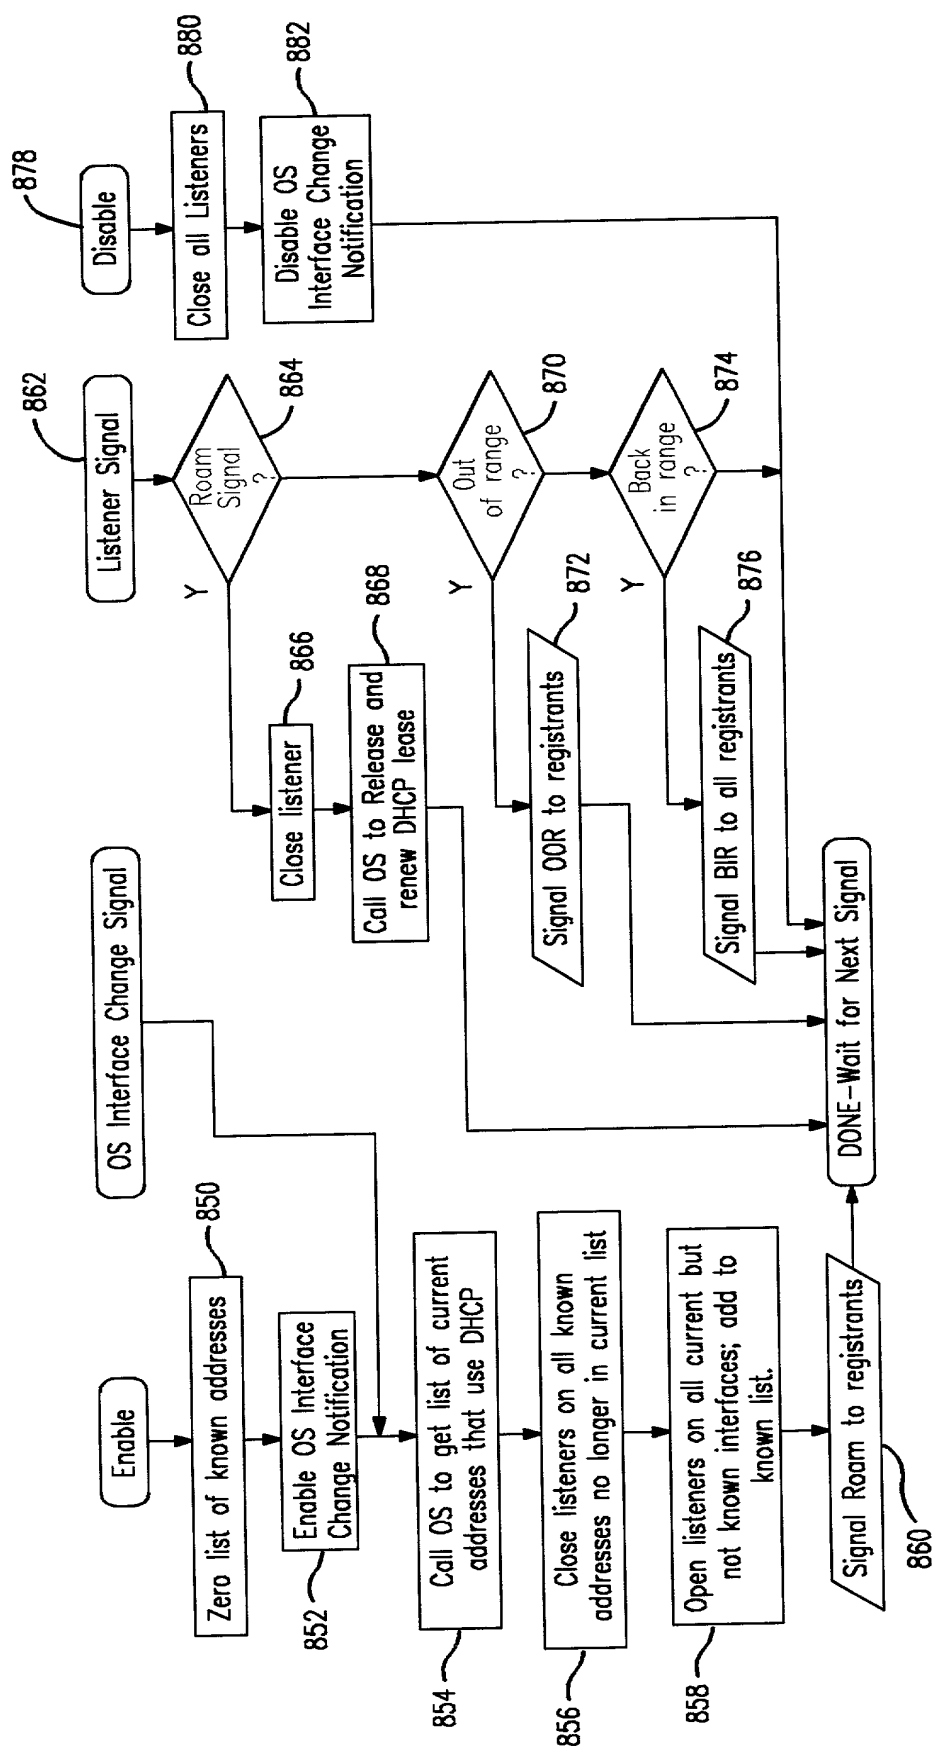 Enable
Zero list of known addresses
850
Enable OS Interface
Change Notification
852
OS Interface Change Signal
Call OS to get list of current
addresses that use DHCP
854
Close listeners on all known
addresses no longer in current list
856
Open listeners on all current but
not known interfaces; add to
known list.
858
Signal Roam to registrants
860
Listener Signal
862
Roam
Signal
?
864
Y
Close listener
866
Call OS to Release and
renew DHCP lease
868
Out
of range
?
870
Y
Signal OOR to registrants
872
Back
in range
?
874
Y
Signal BIR to all registrants
876
Disable
878
Close all Listeners
880
Disable OS
Interface Change
Notification
882
DONE-Wait for Next Signal